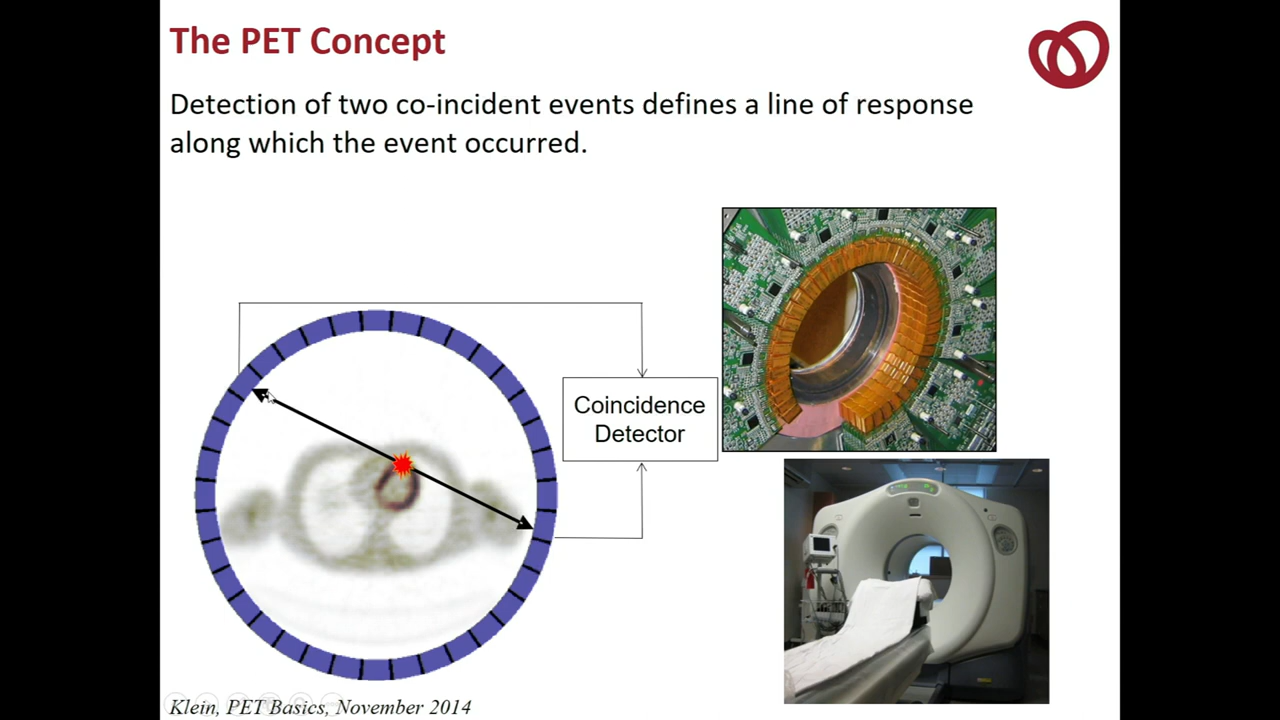 The PET Concept
Detection of two co-incident events defines a line of response
along which the event occurred.
Coincidence
Detector
Klein, PET Basics, November 2014